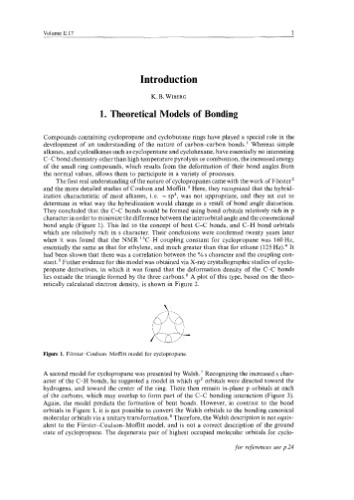 Volume E 17
1
Introduction
K. B. WIBERG
1. Theoretical Models of Bonding
Compounds containing cyclopropane and cyclobutane rings have played a special role in the
development of an understanding of the nature of carbon–carbon bonds.¹ Whereas simple
alkanes, and cycloalkanes such as cyclopentane and cyclohexane, have essentially no interesting
C–C bond chemistry other than high temperature pyrolysis or combustion, the increased energy
of the small ring compounds, which results from the deformation of their bond angles from
the normal values, allows them to participate in a variety of processes.
The first real understanding of the nature of cyclopropanes came with the work of Förster²
and the more detailed studies of Coulson and Moffitt.³ Here, they recognized that the hybrid-
ization characteristic of most alkanes, i.e. ~ sp³, was not appropriate, and they set out to
determine in what way the hybridization would change as a result of bond angle distortion.
They concluded that the C–C bonds would be formed using bond orbitals relatively rich in p
character in order to minimize the difference between the interorbital angle and the conventional
bond angle (Figure 1). This led to the concept of bent C–C bonds, and C–H bond orbitals
which are relatively rich in s character. Their conclusions were confirmed twenty years later
when it was found that the NMR ¹³C–H coupling constant for cyclopropane was 160 Hz,
essentially the same as that for ethylene, and much greater than that for ethane (125 Hz).⁴ It
had been shown that there was a correlation between the % s character and the coupling con-
stant.⁵ Further evidence for this model was obtained via X-ray crystallographic studies of cyclo-
propane derivatives, in which it was found that the deformation density of the C–C bonds
lies outside the triangle formed by the three carbons.⁶ A plot of this type, based on the theo-
retically calculated electron density, is shown in Figure 2.
Figure 1. Förster–Coulson–Moffitt model for cyclopropane
A second model for cyclopropane was presented by Walsh.⁷ Recognizing the increased s char-
acter of the C–H bonds, he suggested a model in which sp² orbitals were directed toward the
hydrogens, and toward the center of the ring. There then remain in-plane p orbitals at each
of the carbons, which may overlap to form part of the C–C bonding interaction (Figure 3).
Again, the model predicts the formation of bent bonds. However, in contrast to the bond
orbitals in Figure 1, it is not possible to convert the Walsh orbitals to the bonding canonical
molecular orbitals via a unitary transformation.⁸ Therefore, the Walsh description is not equiv-
alent to the Förster–Coulson–Moffitt model, and is not a correct description of the ground
state of cyclopropane. The degenerate pair of highest occupied molecular orbitals for cyclo-
for references see p 24